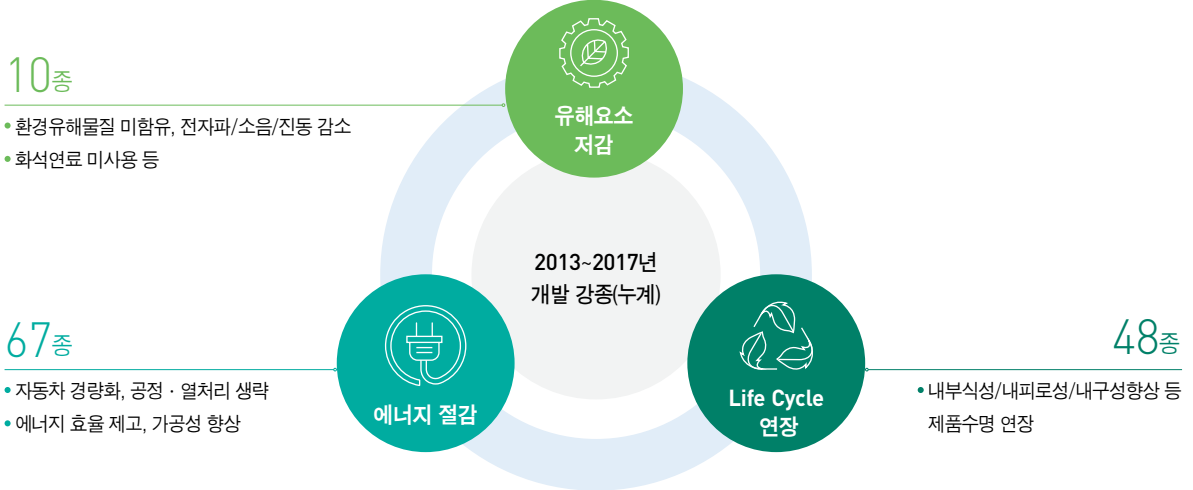 10종
• 환경유해물질 미함유, 전자파/소음/진동 감소
• 화석연료 미사용 등
유해요소
저감
2013~2017년
개발 강종(누계)
67종
• 자동차 경량화, 공정 · 열처리 생략
• 에너지 효율 제고, 가공성 향상
에너지 절감
Life Cycle
연장
48종
• 내부식성/내피로성/내구성향상 등
제품수명 연장